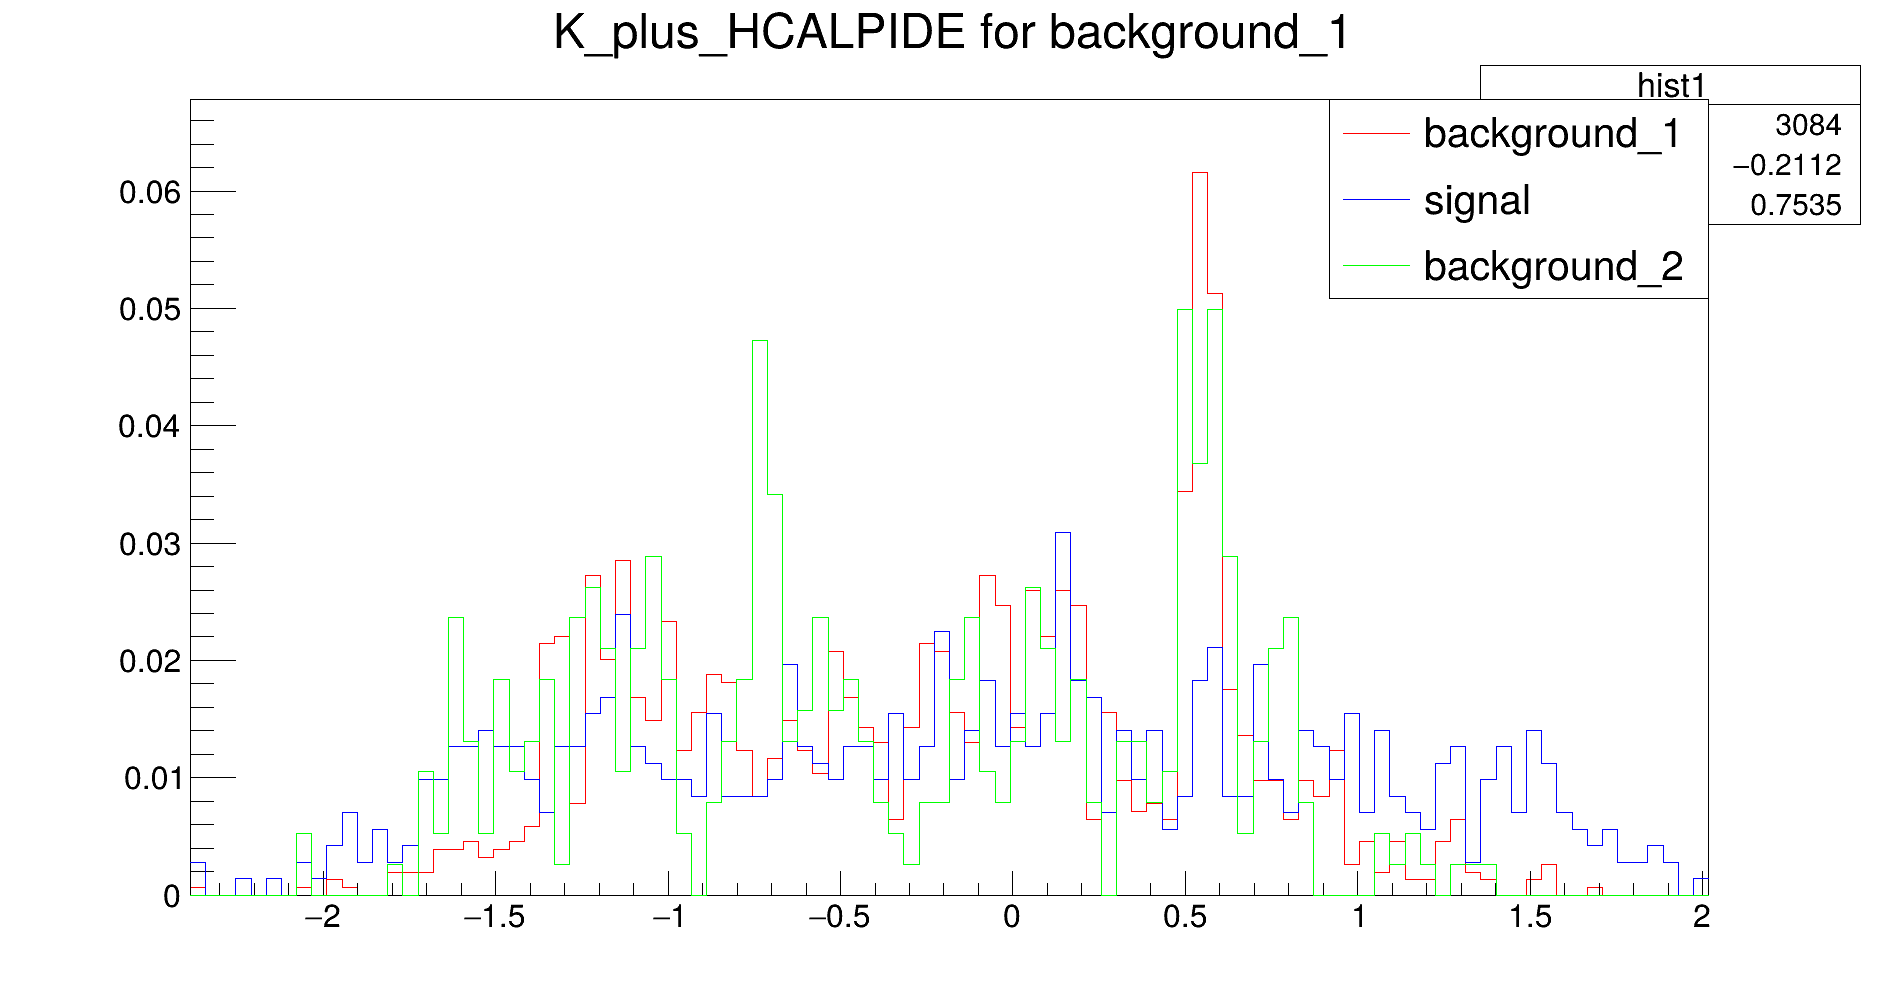 K_plus_HCALPIDE for background_1
hist1
3084
−0.2112
0.7535
background_1
signal
background_2
0.06
0.05
0.04
0.03
0.02
0.01
0
−2 −1.5 −1 −0.5 0 0.5 1 1.5 2